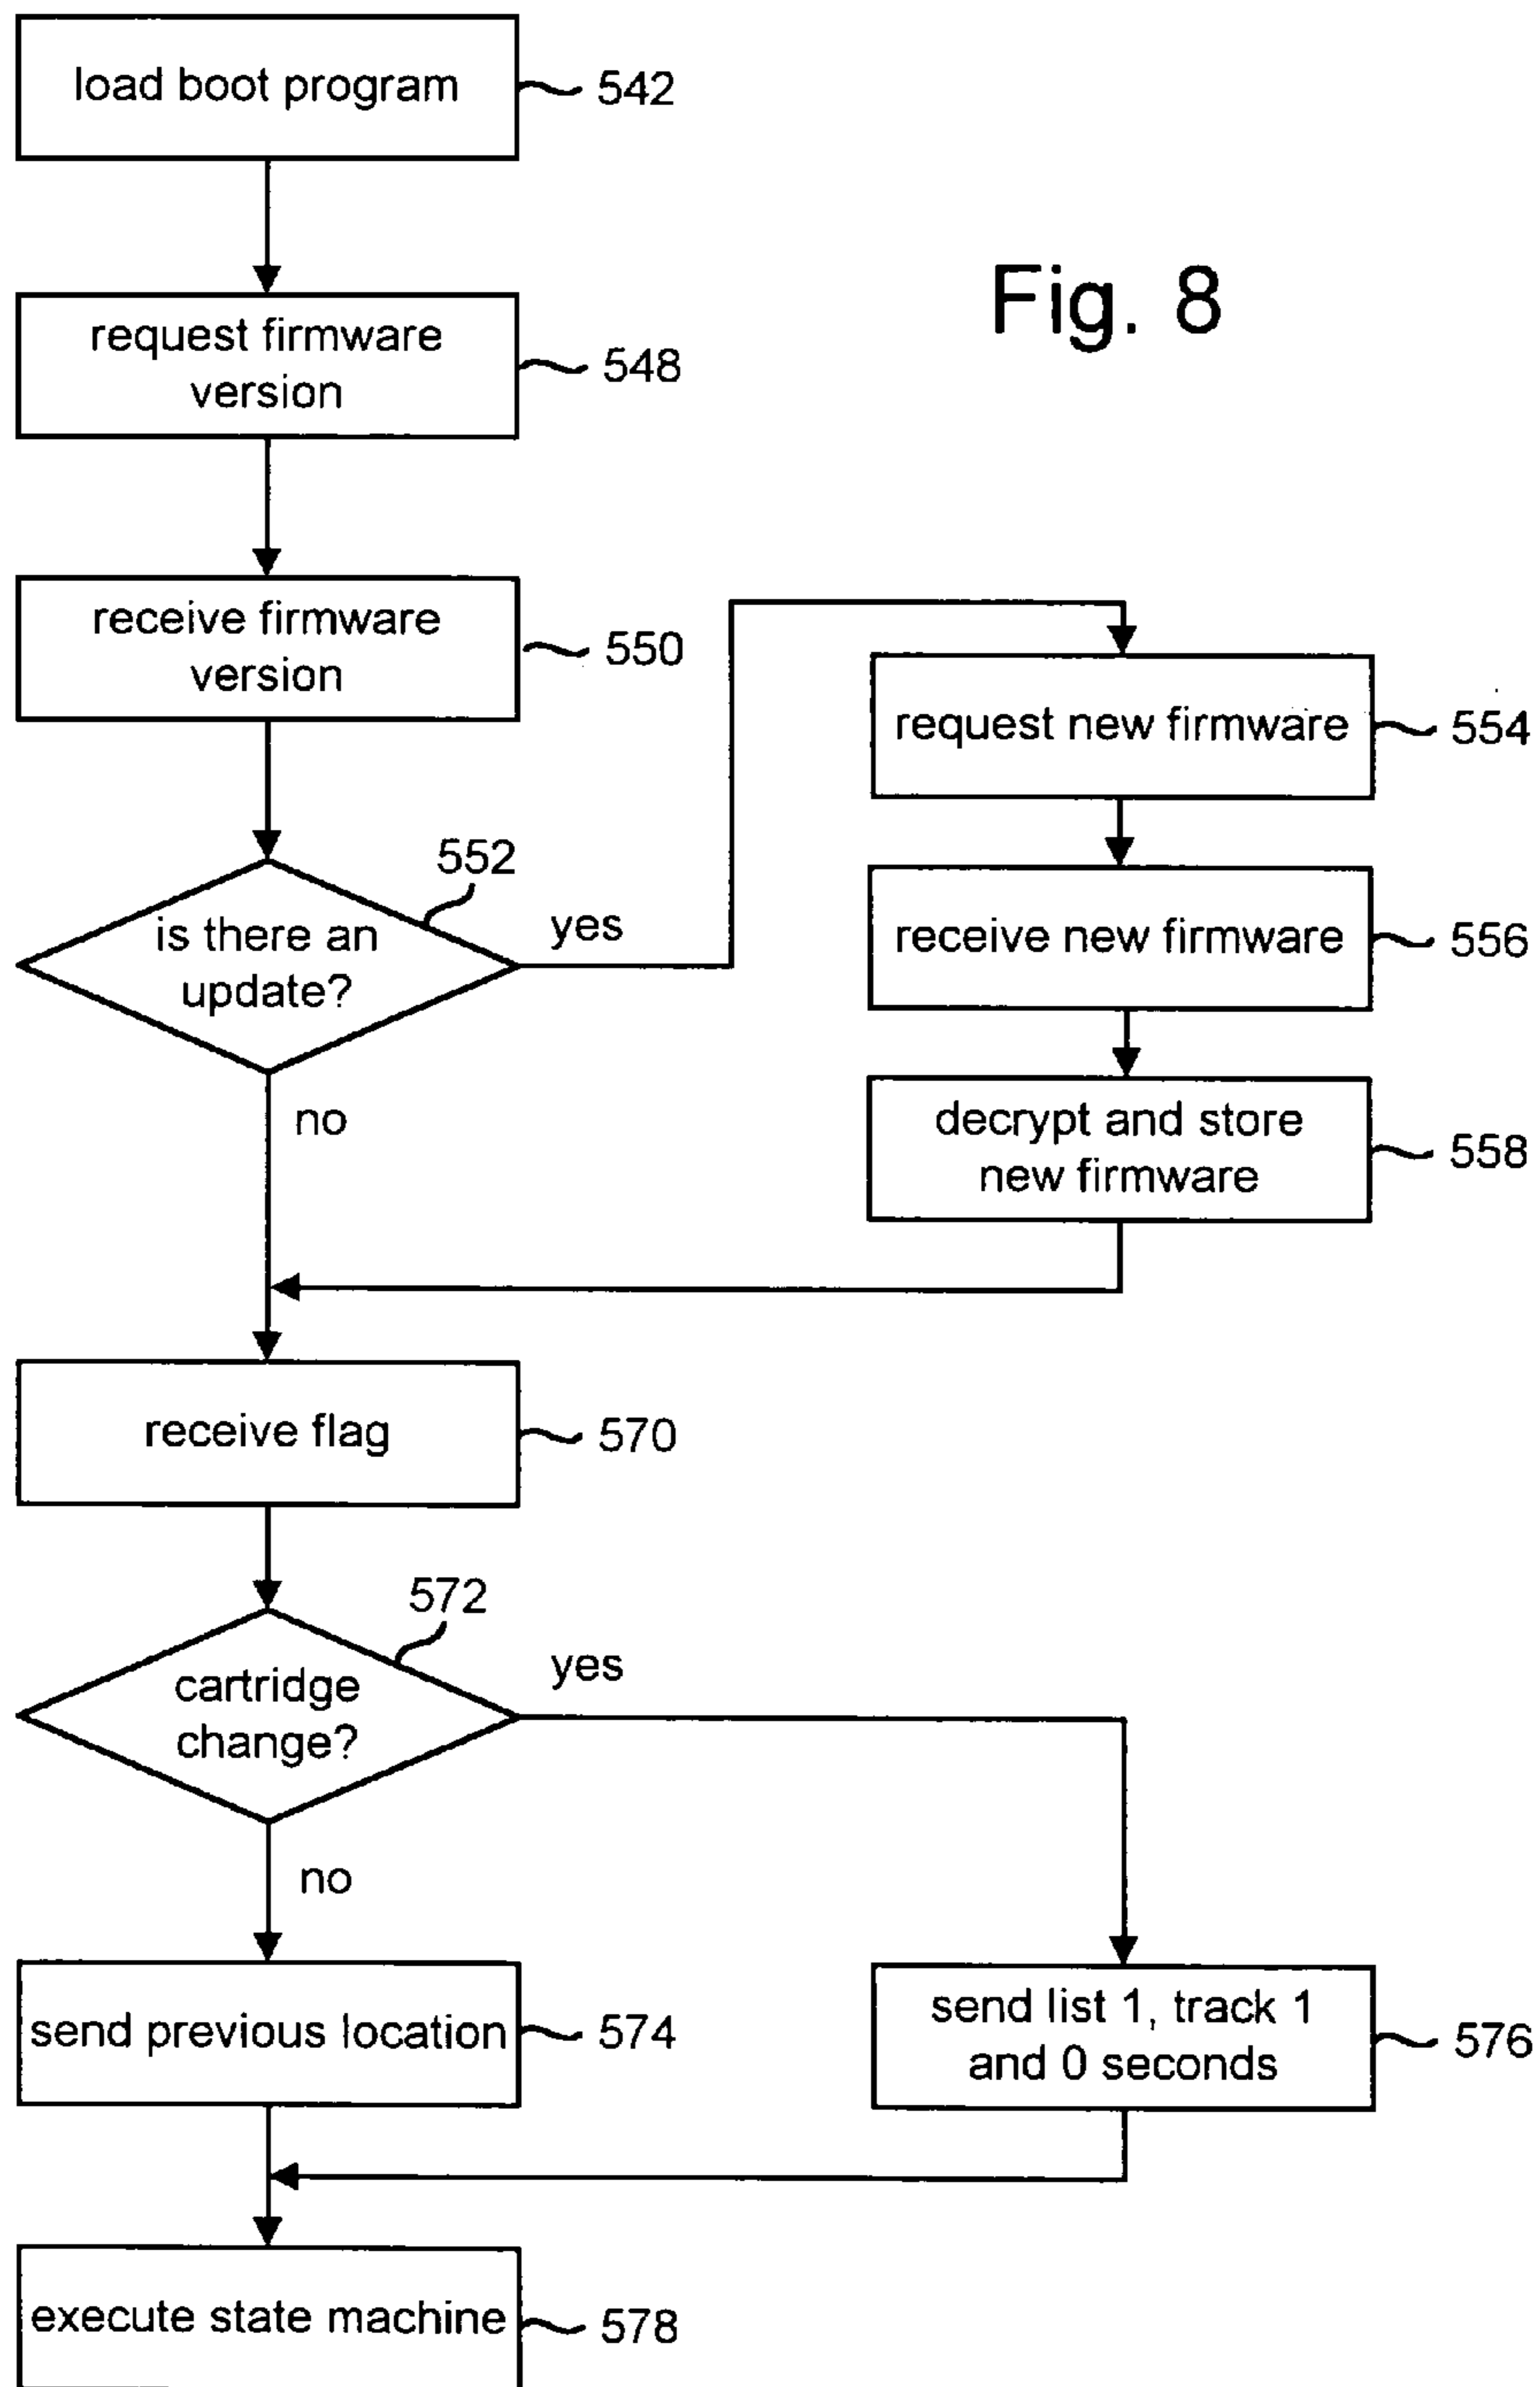 load boot program
542
Fig. 8
request firmware
version
548
receive firmware
version
550
request new firmware
554
552
is there an
update?
yes
receive new firmware
556
no
decrypt and store
new firmware
558
receive flag
570
572
cartridge
change?
yes
no
send previous location
574
send list 1, track 1
and 0 seconds
576
execute state machine
578